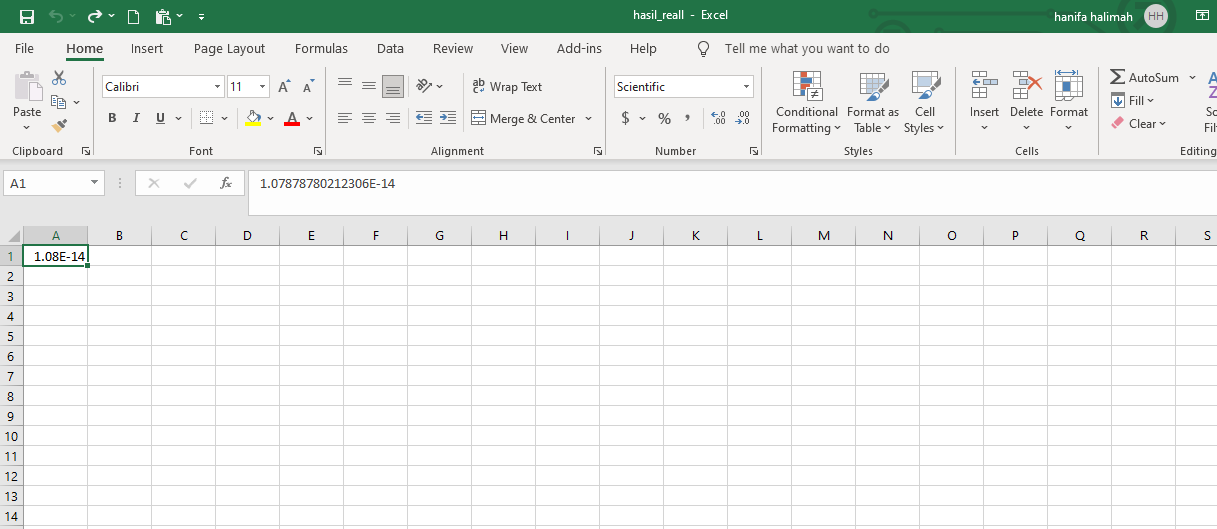 hasil_reall - Excel
hanifa halimah HH
File Home Insert Page Layout Formulas Data Review View Add-ins Help Tell me what you want to do
Calibri 11 A A ab Wrap Text Scientific AutoSum
Paste B I U A Merge & Center $ % , .00 .00 Conditional Formatting Format as Table Cell Styles Insert Delete Format Fill
Clear
Clipboard Font Alignment Number Styles Cells Editing
A1 fx 1.07878780212306E-14
A B C D E F G H I J K L M N O P Q R S
1 1.08E-14
2
3
4
5
6
7
8
9
10
11
12
13
14